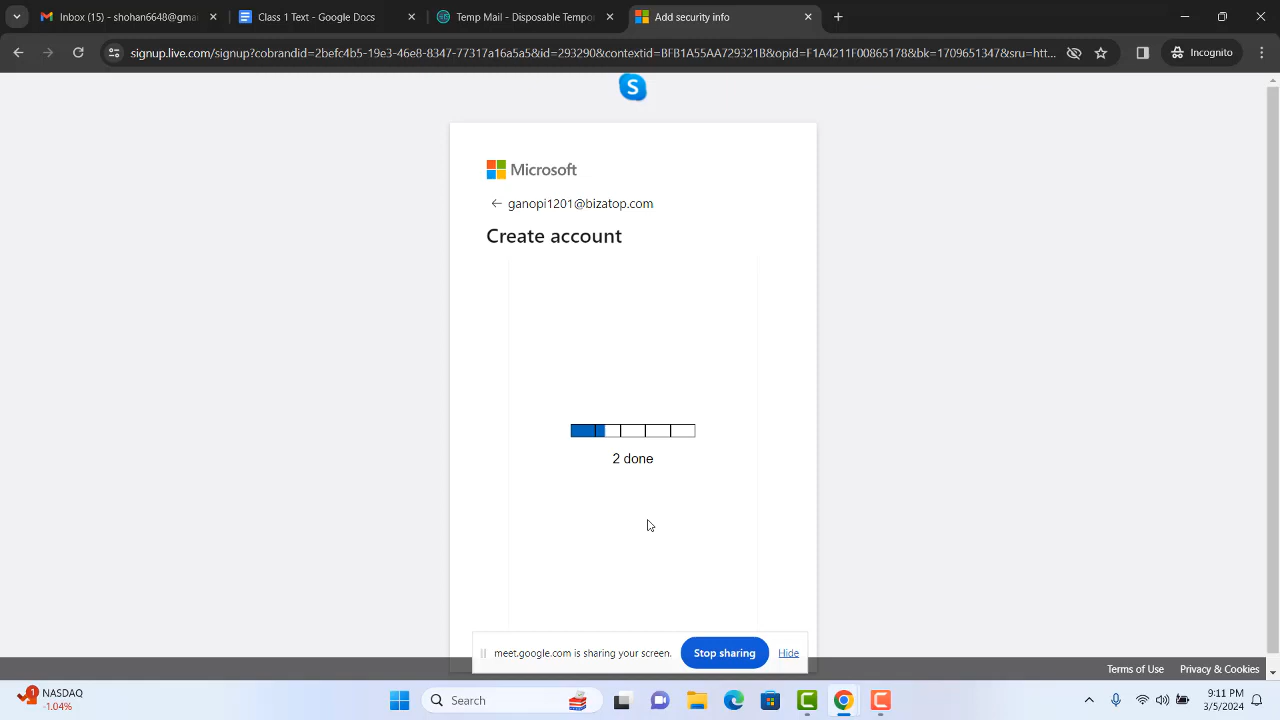 Inbox (15) - shohan6648@gma
Class 1 Text - Google Docs
Temp Mail - Disposable Tempo
Add security info
signup.live.com/signup?cobrandid=2befc4b5-19e3-46e8-8347-77317a16a5a5&id=293290&contextid=BFB1A55AA7293218&opid=F1A4211F00865178&bk=1709651347&sru=htt...
Incognito
S
Microsoft
ganopi1201@bizatop.com
Create account
2 done
meet.google.com is sharing your screen.
Stop sharing
Hide
Terms of Use
Privacy & Cookies
1
NASDAQ
-1.04%
Search
9:11 PM
3/5/2024